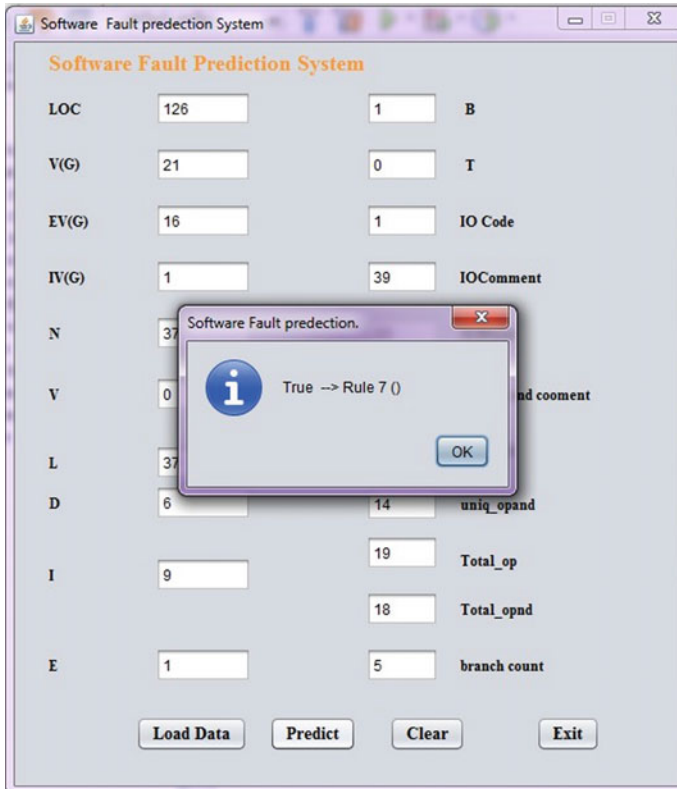 Software Fault predection System
Software Fault Prediction System
LOC 126 1 B
V(G) 21 0 T
EV(G) 16 1 IO Code
IV(G) 1 39 IOComment
Software Fault predection.
N 37
True --> Rule 7 ()
V 0 cooment
OK
L 37
D 6 14 uniq_opand
19 Total_op
I 9
18 Total_opnd
E 1 5 branch count
Load Data Predict Clear Exit